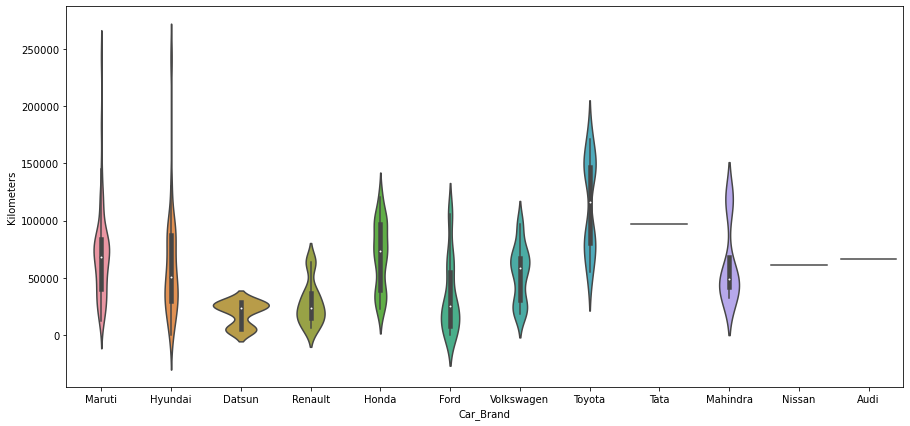 250000
200000
150000
100000
50000
0
Kilometers
Maruti Hyundai Datsun Renault Honda Ford Volkswagen Toyota Tata Mahindra Nissan Audi
Car_Brand